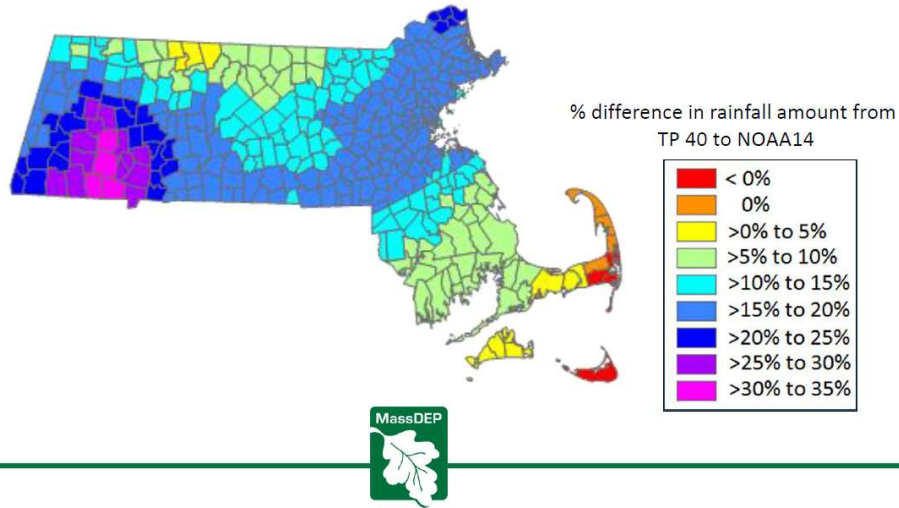 % difference in rainfall amount from
TP 40 to NOAA14
< 0%
0%
>0% to 5%
>5% to 10%
>10% to 15%
>15% to 20%
>20% to 25%
>25% to 30%
>30% to 35%
MassDEP